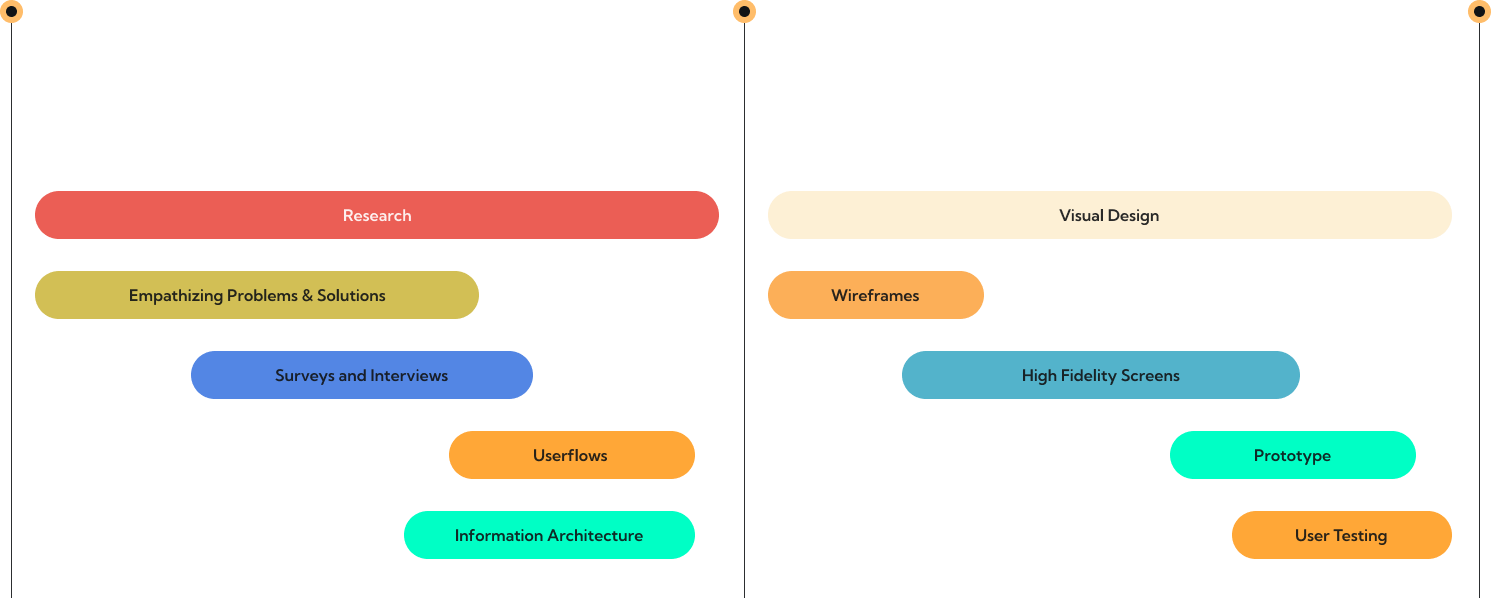 Research
Empathizing Problems & Solutions
Surveys and Interviews
Userflows
Information Architecture
Visual Design
Wireframes
High Fidelity Screens
Prototype
User Testing